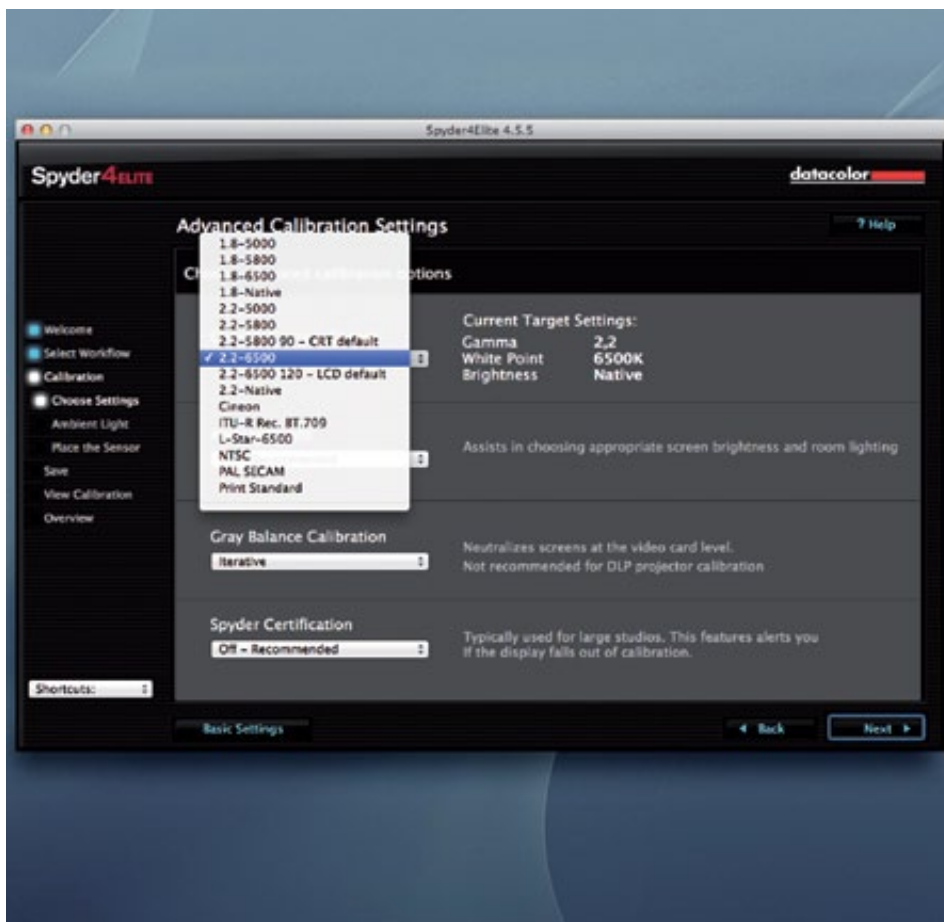 Spyder4Elite 4.5.5
Spyder4ELITE
datacolor
Advanced Calibration Settings
? Help
options
1.8-5000
1.8-5800
1.8-6500
1.8-Native
2.2-5000
2.2-5800
2.2-5800 90 – CRT default
✓ 2.2-6500
2.2-6500 120 – LCD default
2.2-Native
Cineon
ITU-R Rec. BT.709
L-Star-6500
NTSC
PAL SECAM
Print Standard
Current Target Settings:
Gamma 2,2
White Point 6500K
Brightness Native
Welcome
Select Workflow
Calibration
Choose Settings
Ambient Light
Place the Sensor
Save
View Calibration
Overview
Assists in choosing appropriate screen brightness and room lighting
Gray Balance Calibration
Iterative
Neutralizes screens at the video card level.
Not recommended for DLP projector calibration
Spyder Certification
Off – Recommended
Typically used for large studios. This features alerts you
if the display falls out of calibration.
Shortcuts:
Basic Settings
Back
Next